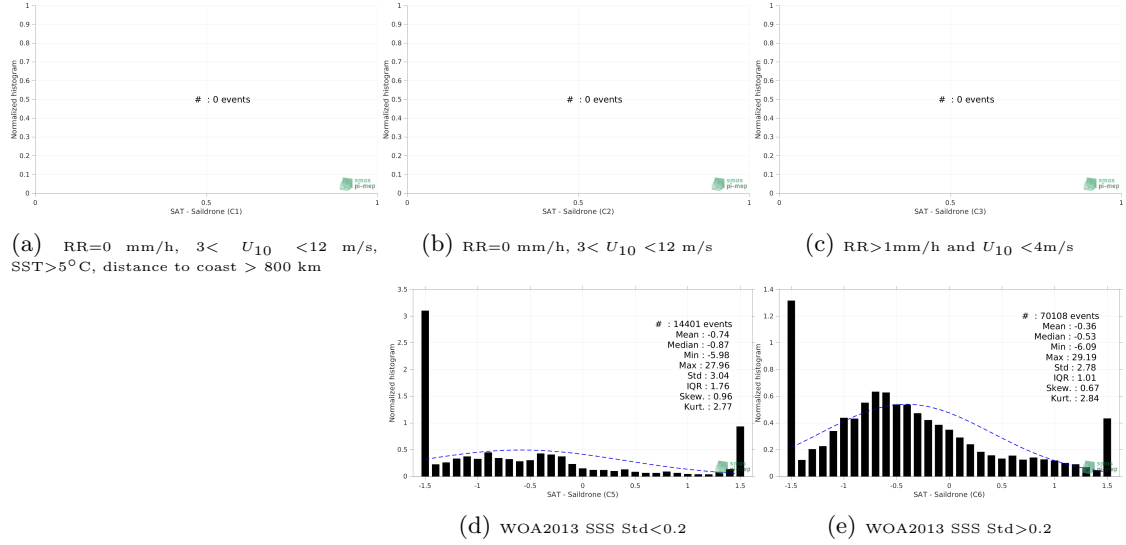 1
0.9
0.8
0.7
0.6
0.5
0.4
0.3
0.2
0.1
0
Normalized histogram
# : 0 events
smos
pi-mep
0 0.5 1
SAT - Saildrone (C1)
(a) RR=0 mm/h, 3< U10 <12 m/s,
SST>5°C, distance to coast > 800 km
1
0.9
0.8
0.7
0.6
0.5
0.4
0.3
0.2
0.1
0
Normalized histogram
# : 0 events
smos
pi-mep
0 0.5 1
SAT - Saildrone (C2)
(b) RR=0 mm/h, 3< U10 <12 m/s
1
0.9
0.8
0.7
0.6
0.5
0.4
0.3
0.2
0.1
0
Normalized histogram
# : 0 events
smos
pi-mep
0 0.5 1
SAT - Saildrone (C3)
(c) RR>1mm/h and U10 <4m/s
3.5
3
2.5
2
1.5
1
0.5
0
Normalized histogram
# : 14401 events
Mean : -0.74
Median : -0.87
Min : -5.98
Max : 27.96
Std : 3.04
IQR : 1.76
Skew. : 0.96
Kurt. : 2.77
smos
pi-mep
-1.5 -1 -0.5 0 0.5 1 1.5
SAT - Saildrone (C5)
(d) WOA2013 SSS Std<0.2
1.4
1.2
1
0.8
0.6
0.4
0.2
0
Normalized histogram
# : 70108 events
Mean : -0.36
Median : -0.53
Min : -6.09
Max : 29.19
Std : 2.78
IQR : 1.01
Skew. : 0.67
Kurt. : 2.84
smos
pi-mep
-1.5 -1 -0.5 0 0.5 1 1.5
SAT - Saildrone (C6)
(e) WOA2013 SSS Std>0.2